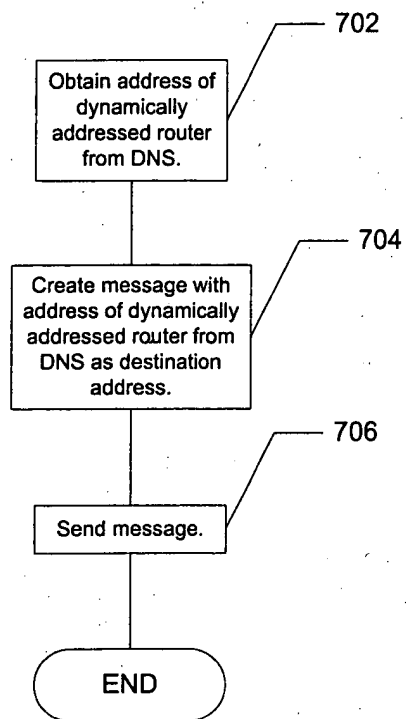 702
Obtain address of
dynamically
addressed router
from DNS.
704
Create message with
address of dynamically
addressed router from
DNS as destination
address.
706
Send message.
END